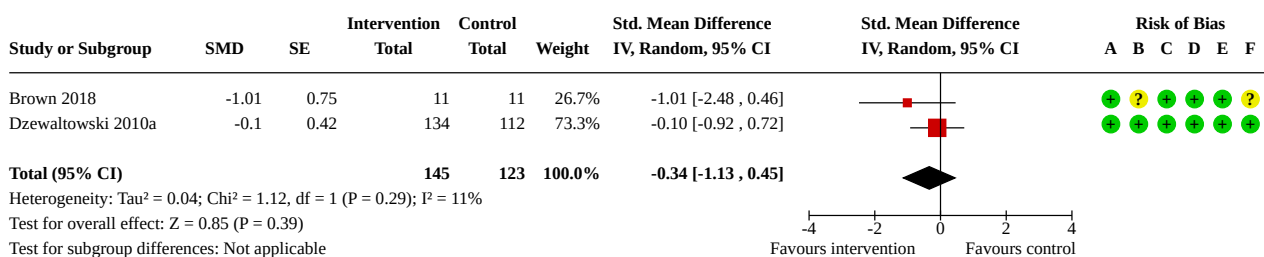 Intervention Control Std. Mean Difference Std. Mean Difference Risk of Bias
Study or Subgroup SMD SE Total Total Weight IV, Random, 95% CI IV, Random, 95% CI A B C D E F
Brown 2018 -1.01 0.75 11 11 26.7% -1.01 [-2.48 , 0.46] + ? + + + ?
Dzewaltowski 2010a -0.1 0.42 134 112 73.3% -0.10 [-0.92 , 0.72] + + + + + +
Total (95% CI) 145 123 100.0% -0.34 [-1.13 , 0.45]
Heterogeneity: Tau² = 0.04; Chi² = 1.12, df = 1 (P = 0.29); I² = 11%
Test for overall effect: Z = 0.85 (P = 0.39)
-4 -2 0 2 4
Test for subgroup differences: Not applicable Favours intervention Favours control